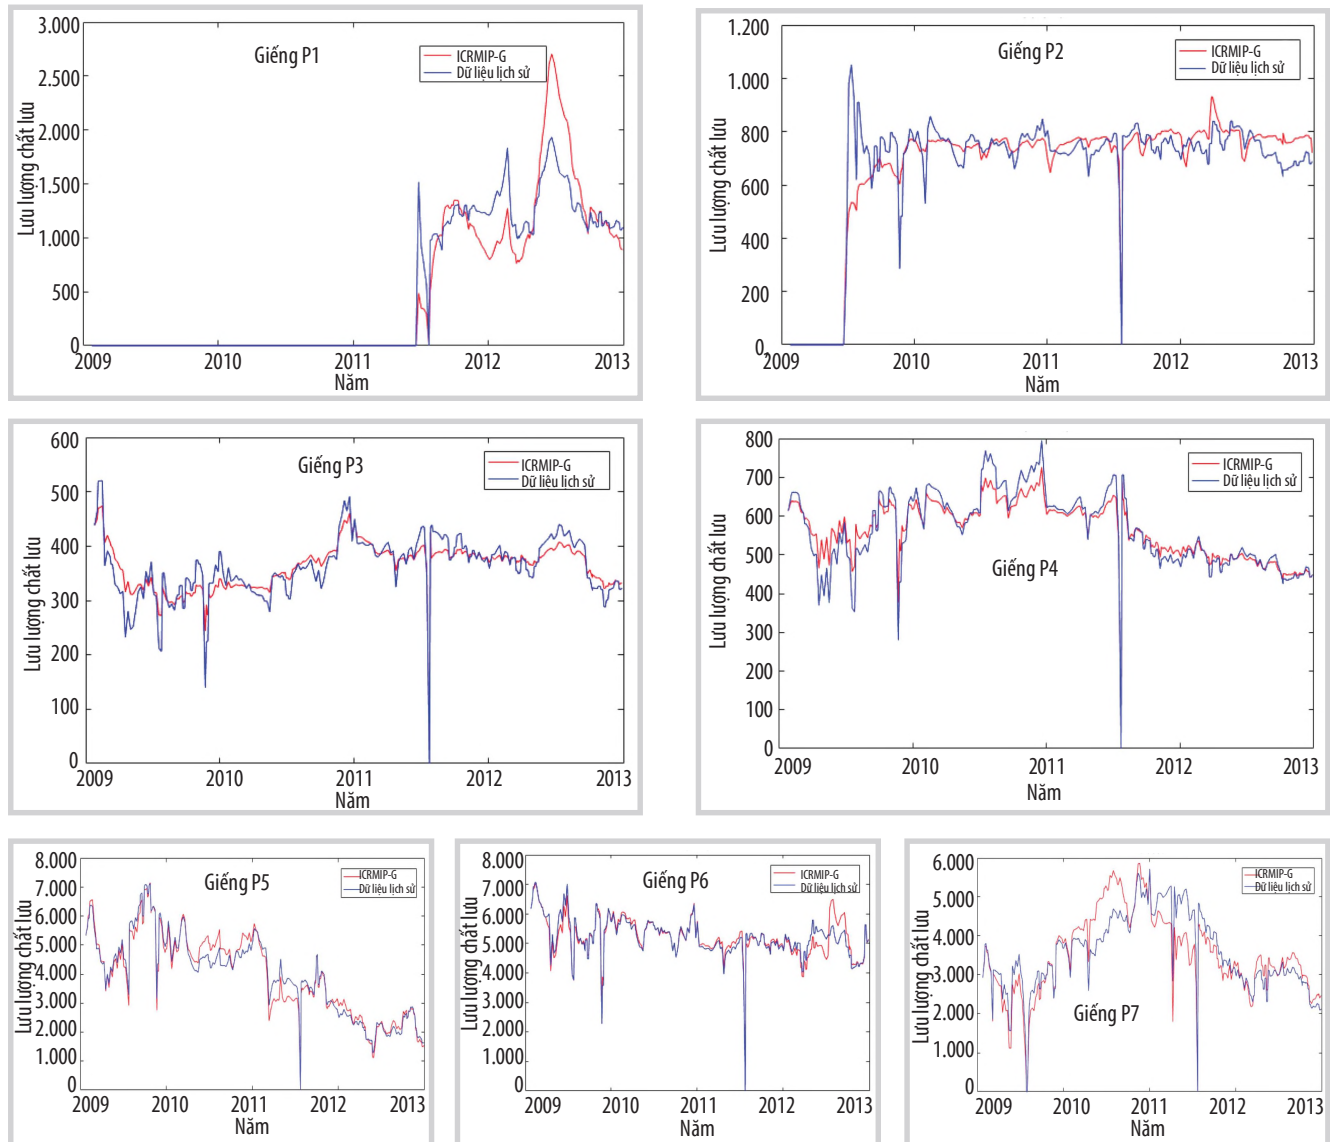 Giếng P1
ICRMIP-G
Dữ liệu lịch sử
Lưu lượng chất lưu
3.000
2.500
2.000
1.500
1.000
500
0
2009
2010
2011
2012
2013
Năm
Giếng P2
ICRMIP-G
Dữ liệu lịch sử
Lưu lượng chất lưu
1.200
1.000
800
600
400
200
0
2009
2010
2011
2012
2013
Năm
Giếng P3
ICRMIP-G
Dữ liệu lịch sử
Lưu lượng chất lưu
600
500
400
300
200
100
0
2009
2010
2011
2012
2013
Năm
Giếng P4
ICRMIP-G
Dữ liệu lịch sử
Lưu lượng chất lưu
800
700
600
500
400
300
200
100
0
2009
2010
2011
2012
2013
Năm
Giếng P5
ICRMIP-G
Dữ liệu lịch sử
Lưu lượng chất lưu
8.000
7.000
6.000
5.000
4.000
3.000
2.000
1.000
0
2009
2010
2011
2012
2013
Năm
Giếng P6
ICRMIP-G
Dữ liệu lịch sử
Lưu lượng chất lưu
8.000
7.000
6.000
5.000
4.000
3.000
2.000
1.000
0
2009
2010
2011
2012
2013
Năm
Giếng P7
ICRMIP-G
Dữ liệu lịch sử
Lưu lượng chất lưu
6.000
5.000
4.000
3.000
2.000
1.000
0
2009
2010
2011
2012
2013
Năm